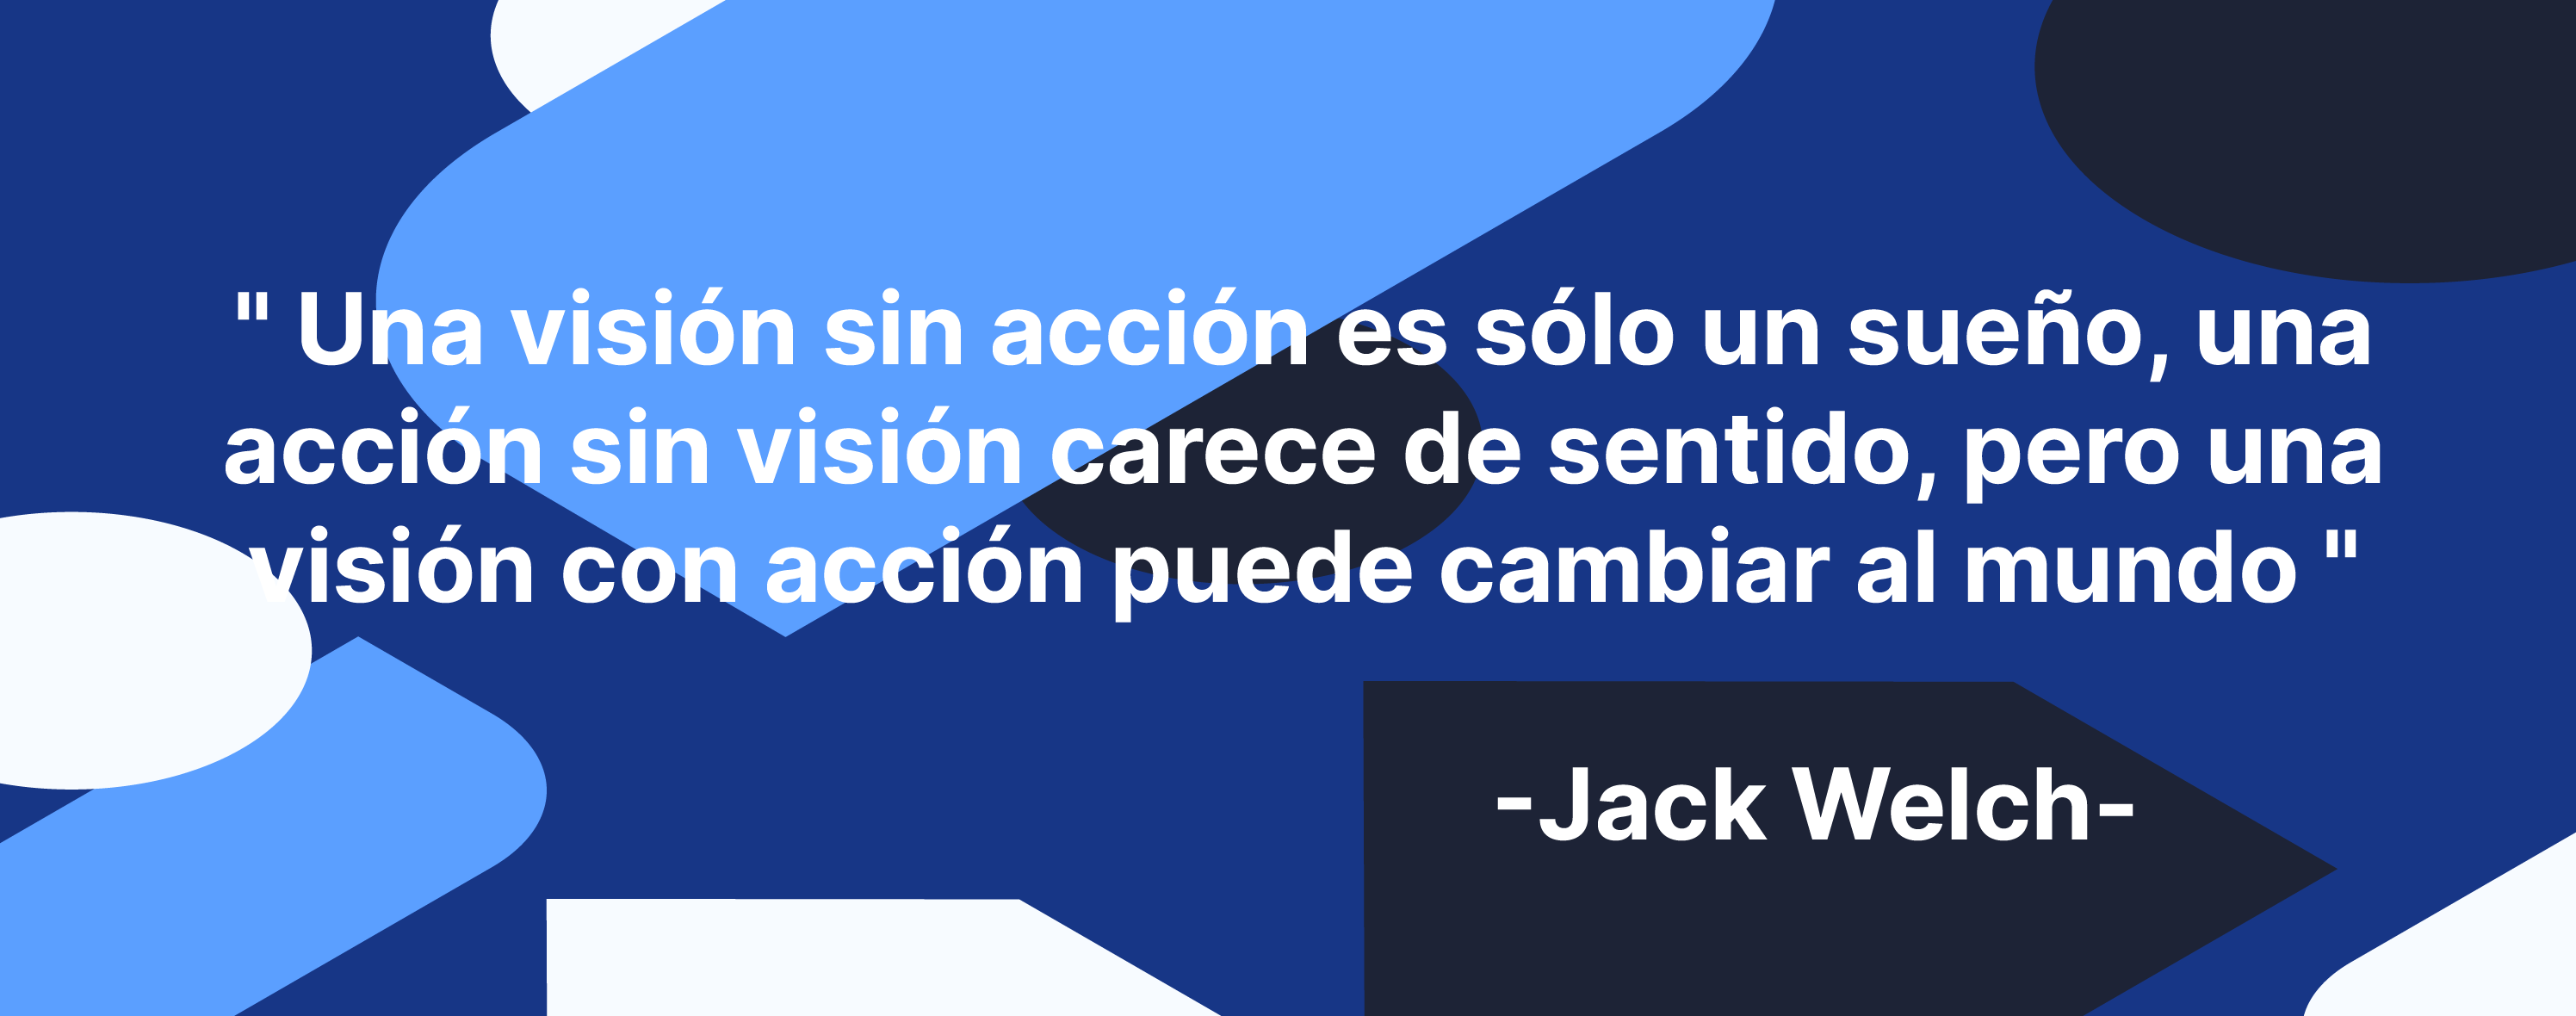 " Una visión sin acción es sólo un sueño, una
acción sin visión carece de sentido, pero una
visión con acción puede cambiar al mundo "
-Jack Welch-